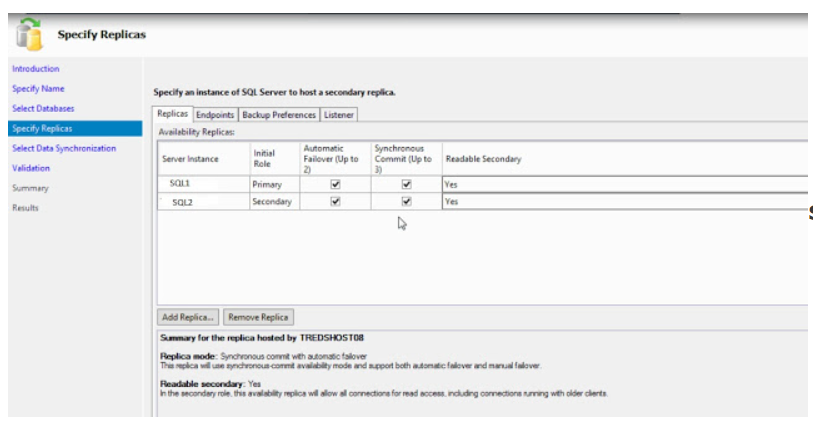 Specify Replicas
Introduction
Specify Name
Select Databases
Specify Replicas
Select Data Synchronization
Validation
Summary
Results
Specify an instance of SQL Server to host a secondary replica.
Replicas Endpoints Backup Preferences Listener
Availability Replicas:
Server Instance
Initial
Role
Automatic
Failover (Up to
2)
Synchronous
Commit (Up to
3)
Readable Secondary
SQL1 Primary Yes
SQL2 Secondary Yes
Add Replica... Remove Replica
Summary for the replica hosted by TREDSHOST08
Replica mode: Synchronous commit with automatic failover
This replica will use synchronous-commit availability mode and support both automatic failover and manual failover.
Readable secondary: Yes
In the secondary role, this availability replica will allow all connections for read access, including connections running with older clients.